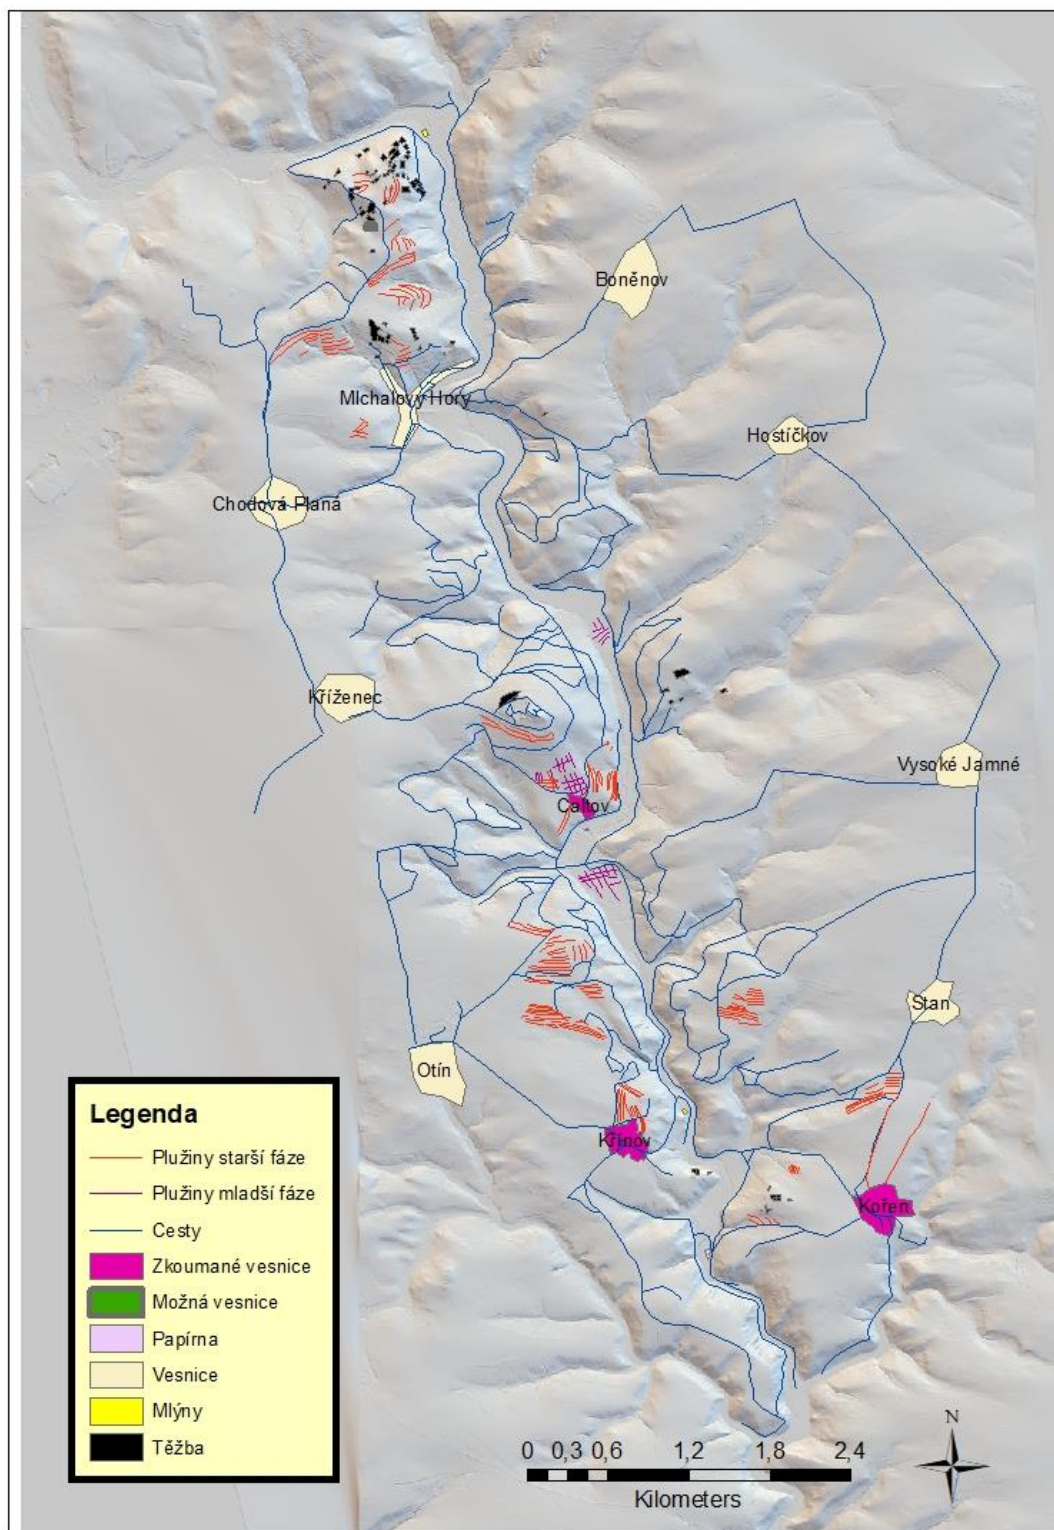 Boněnov
MIchalovy Hory
Hostíčkov
Chodová Planá
Kříženec
Vysoké Jamné
Caltov
Stan
Otín
Křínov
Kořen
Legenda
Plužiny starší fáze
Plužiny mladší fáze
Cesty
Zkoumané vesnice
Možná vesnice
Papírna
Vesnice
Mlýny
Těžba
N
0 0,3 0,6 1,2 1,8 2,4
Kilometers